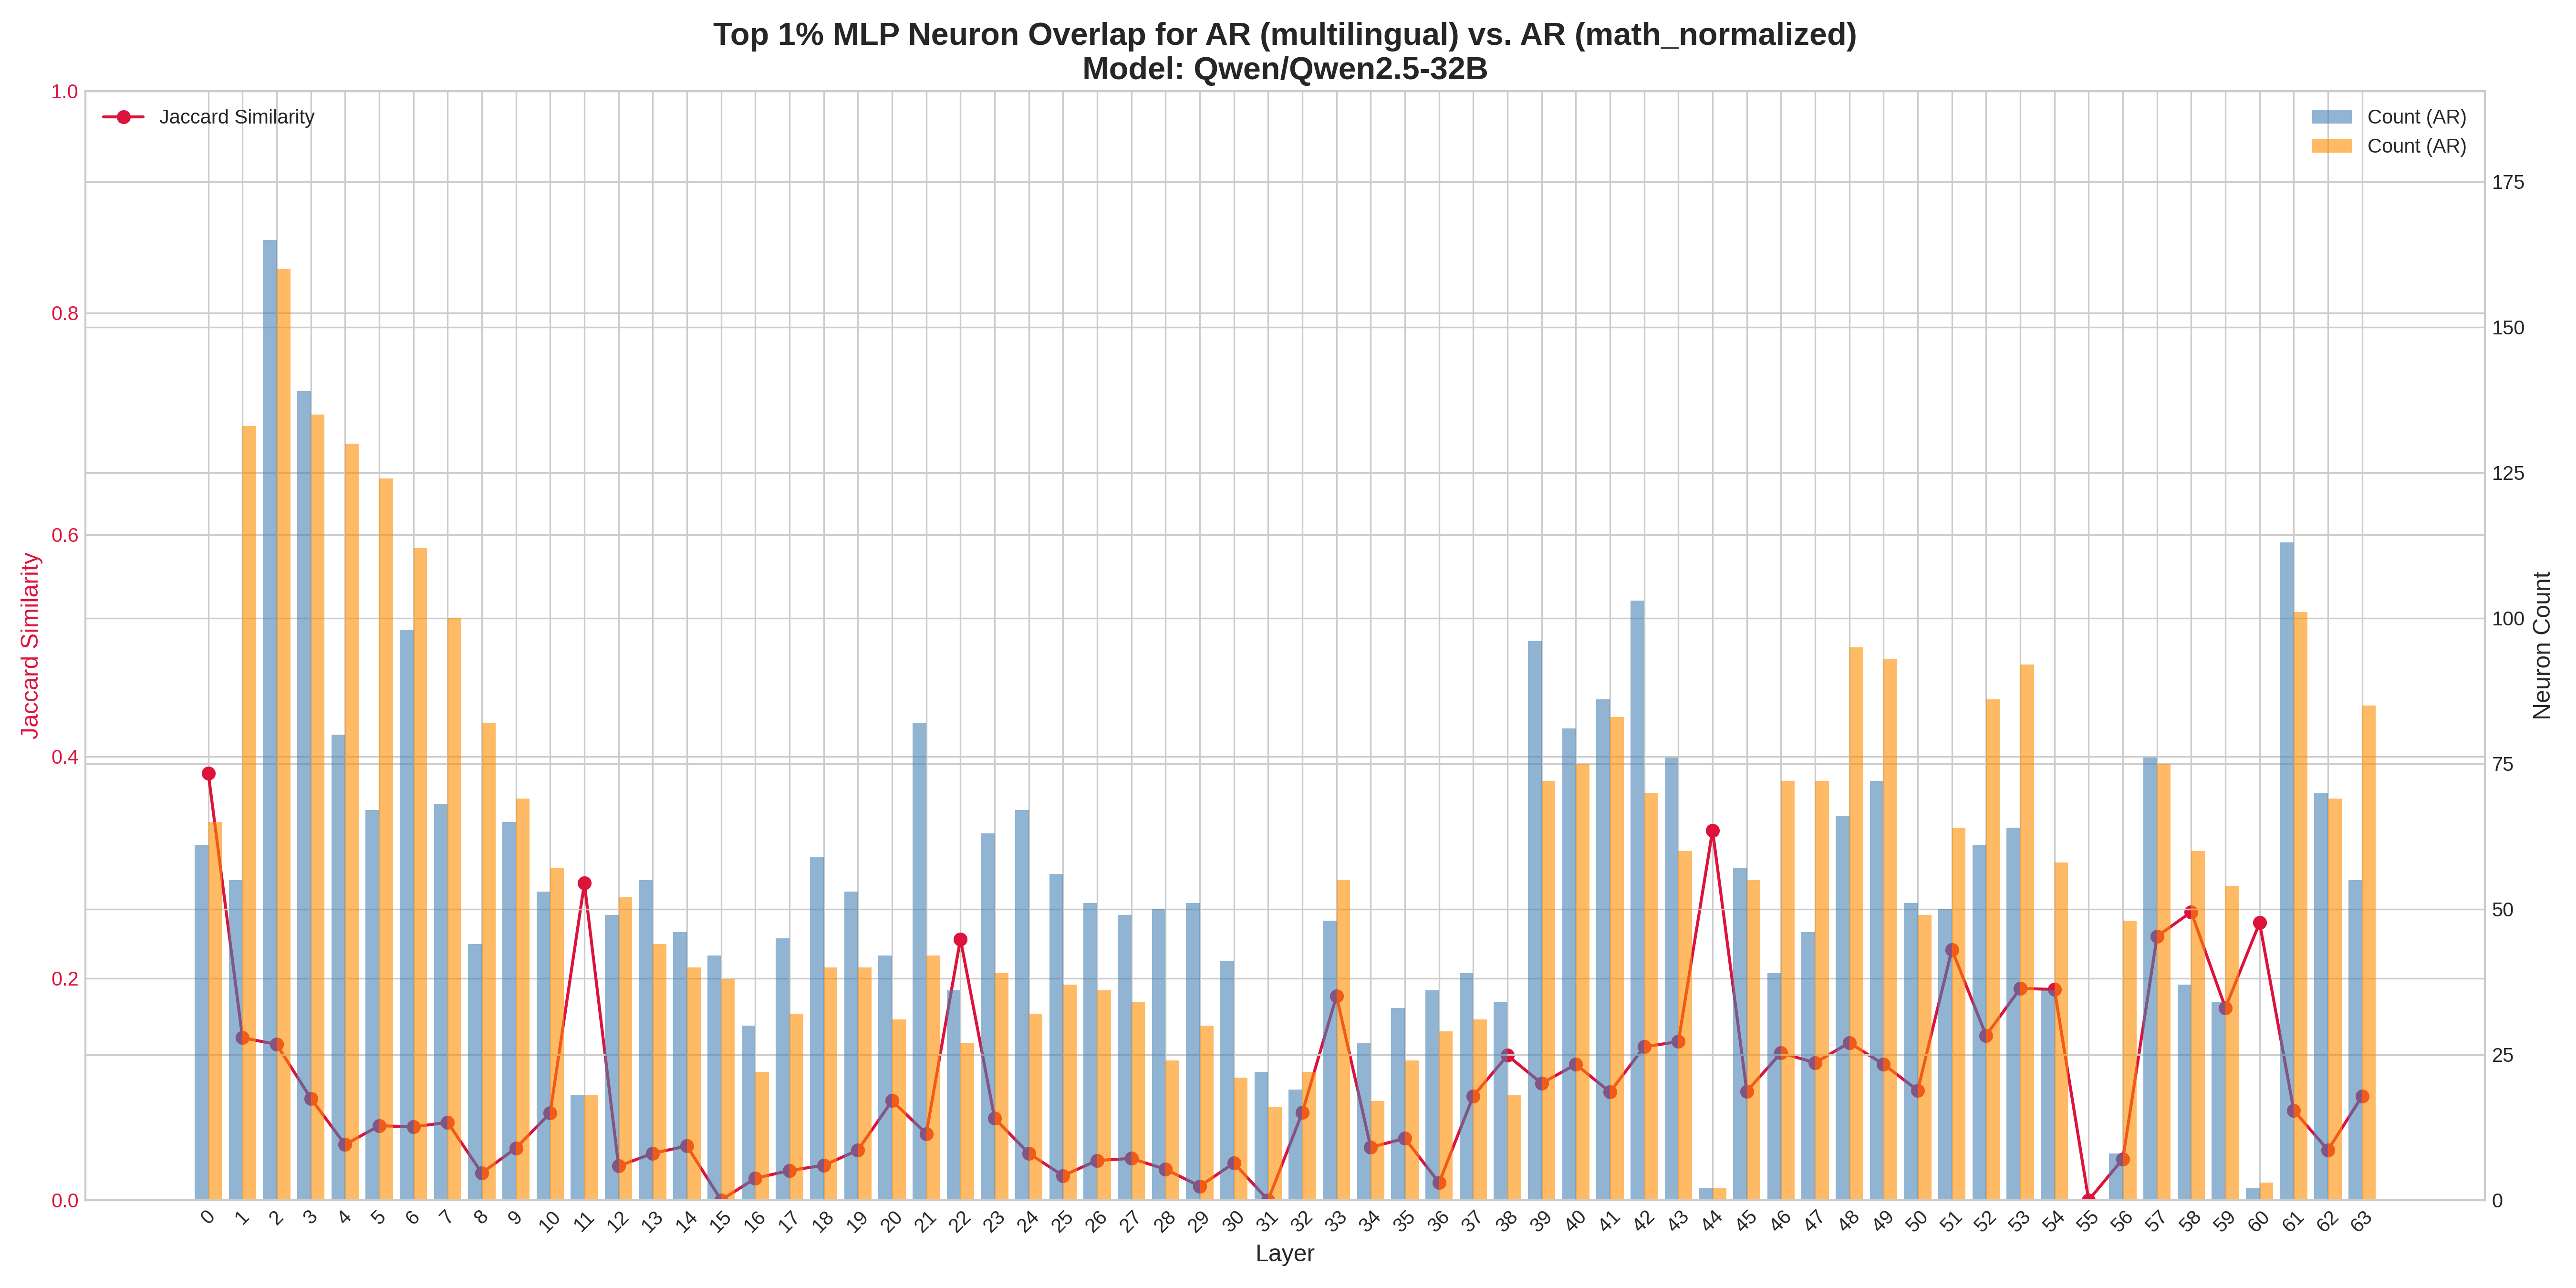 Top 1% MLP Neuron Overlap for AR (multilingual) vs. AR (math_normalized)
Model: Qwen/Qwen2.5-32B
Jaccard Similarity
Count (AR)
Count (AR)
Jaccard Similarity
1.0
0.8
0.6
0.4
0.2
0.0
Neuron Count
175
150
125
100
75
50
25
0
0 1 2 3 4 5 6 7 8 9 10 11 12 13 14 15 16 17 18 19 20 21 22 23 24 25 26 27 28 29 30 31 32 33 34 35 36 37 38 39 40 41 42 43 44 45 46 47 48 49 50 51 52 53 54 55 56 57 58 59 60 61 62 63
Layer